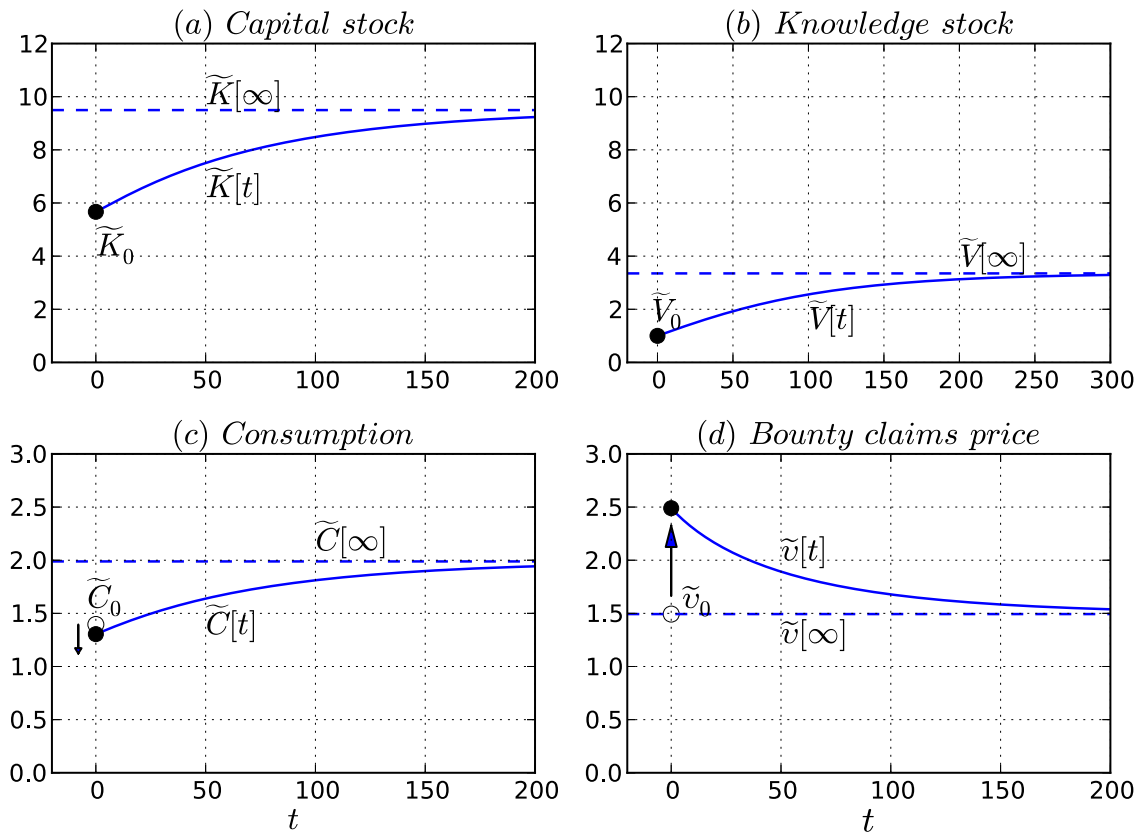 (a) Capital stock
12
10
8
6
4
2
0
K̃[∞]
K̃[t]
K̃₀
0 50 100 150 200
(b) Knowledge stock
12
10
8
6
4
2
0
Ṽ[∞]
Ṽ₀
Ṽ[t]
0 50 100 150 200 250 300
(c) Consumption
3.0
2.5
2.0
1.5
1.0
0.5
0.0
C̃[∞]
C̃₀
C̃[t]
0 50 100 150 200
t
(d) Bounty claims price
3.0
2.5
2.0
1.5
1.0
0.5
0.0
ṽ[t]
ṽ₀
ṽ[∞]
0 50 100 150 200
t